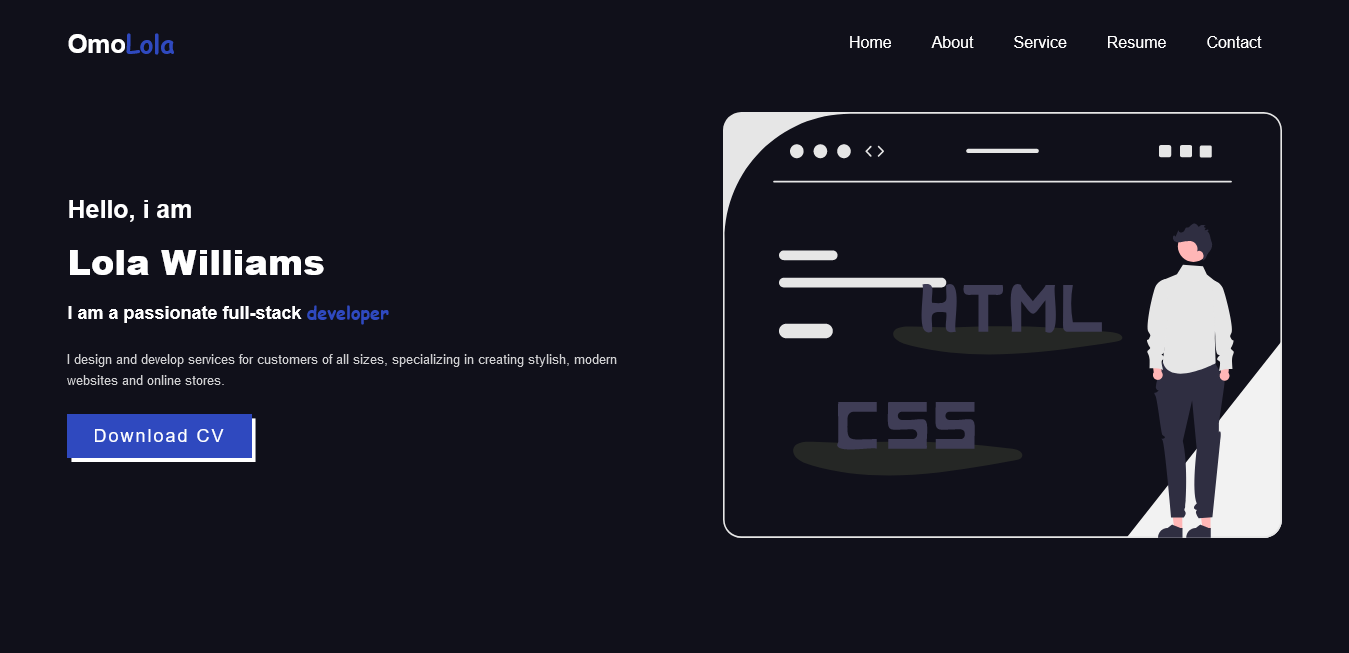 OmoLola
Home About Service Resume Contact
Hello, i am
Lola Williams
I am a passionate full-stack developer
I design and develop services for customers of all sizes, specializing in creating stylish, modern
websites and online stores.
Download CV
HTML
CSS